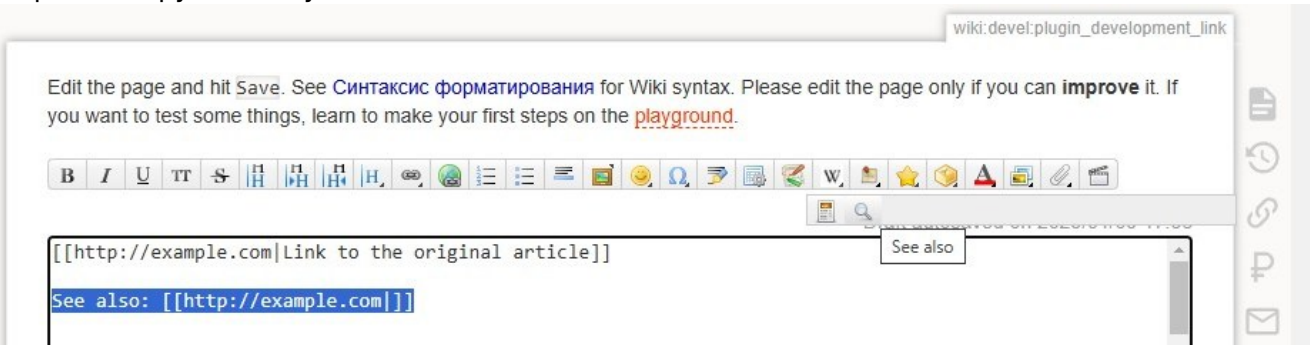 wiki:devel:plugin_development_link
Edit the page and hit Save. See Синтаксис форматирования for Wiki syntax. Please edit the page only if you can improve it. If
you want to test some things, learn to make your first steps on the playground.
B I U TT S H H H H Ω W A
See also
[[http://example.com|Link to the original article]]
See also: [[http://example.com|]]